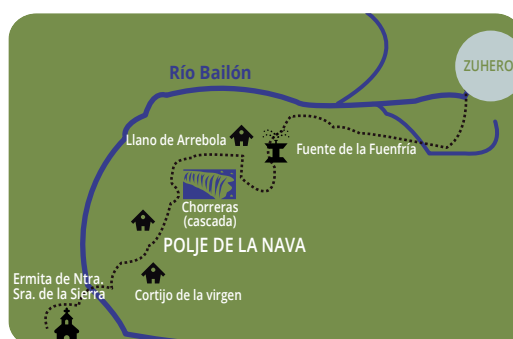 ZUHERO
Río Bailón
Llano de Arrebola
Fuente de la Fuenfría
Chorreras
(cascada)
POLJE DE LA NAVA
Ermita de Ntra.
Sra. de la Sierra
Cortijo de la virgen